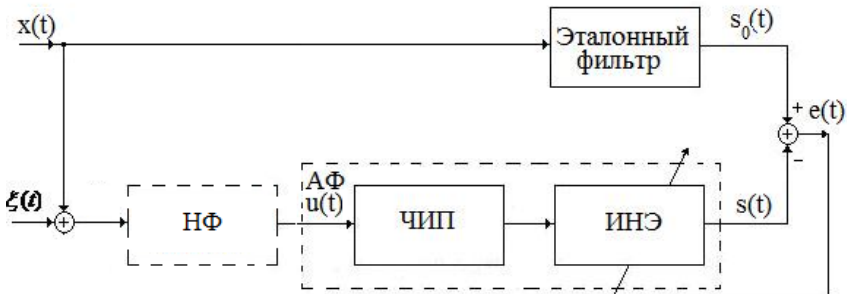 x(t)
Эталонный
фильтр
s₀(t)
+ e(t)
-
ξ(t)
+
НФ
АФ
u(t)
ЧИП
ИНЭ
s(t)